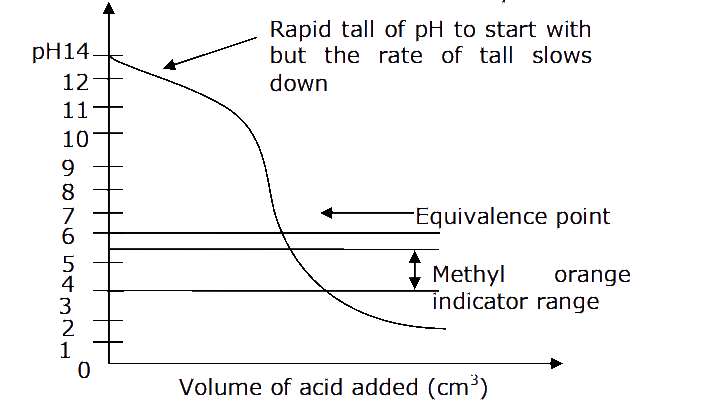 Rapid tall of pH to start with
but the rate of tall slows
down
pH14
12
11
10
9
8
7
6
5
4
3
2
1
0
Equivalence point
Methyl orange
indicator range
Volume of acid added (cm³)